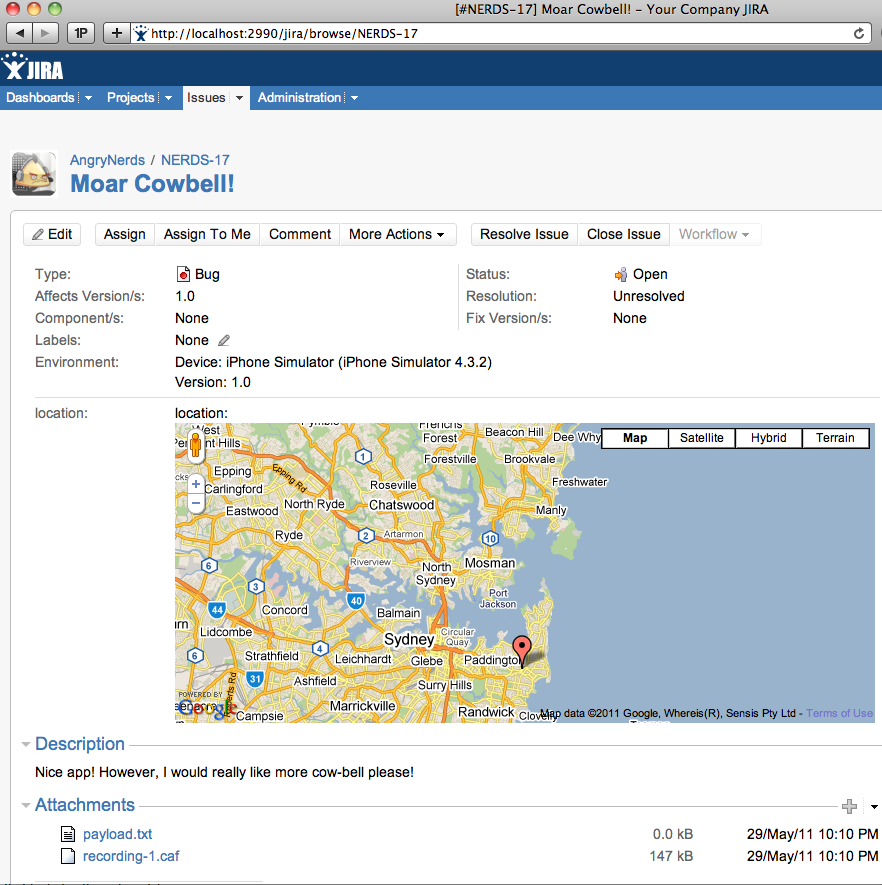 [#NERDS-17] Moar Cowbell! – Your Company JIRA
1P
+
http://localhost:2990/jira/browse/NERDS-17
JIRA
Dashboards Projects Issues Administration
AngryNerds / NERDS-17
Moar Cowbell!
Edit Assign Assign To Me Comment More Actions Resolve Issue Close Issue Workflow
Type: Bug Status: Open
Affects Version/s: 1.0 Resolution: Unresolved
Component/s: None Fix Version/s: None
Labels: None
Environment: Device: iPhone Simulator (iPhone Simulator 4.3.2)
Version: 1.0
location: location:
Map Satellite Hybrid Terrain
West
Hills
Forest
Beacon Hill
Dee Why
Epping
Epping Rd
1
Forestville
Brookvale
Carlingford
Roseville
Freshwater
Eastwood
North Ryde
Chatswood
Manly
Ryde
2
Artarmon
10
6
Riverview
North
Sydney
Mosman
3
Port
Jackson
44
40
Concord
Balmain
Lidcombe
Sydney
Circular
Quay
6
Strathfield
4
Leichhardt
Glebe
Paddington
31
Ashfield
Surry Hills
POWERED BY
Google
Marrickville
Randwick
Campsie
Map data ©2011 Google, Whereis(R), Sensis Pty Ltd - Terms of Use
Description
Nice app! However, I would really like more cow-bell please!
Attachments
payload.txt 0.0 kB 29/May/11 10:10 PM
recording-1.caf 147 kB 29/May/11 10:10 PM